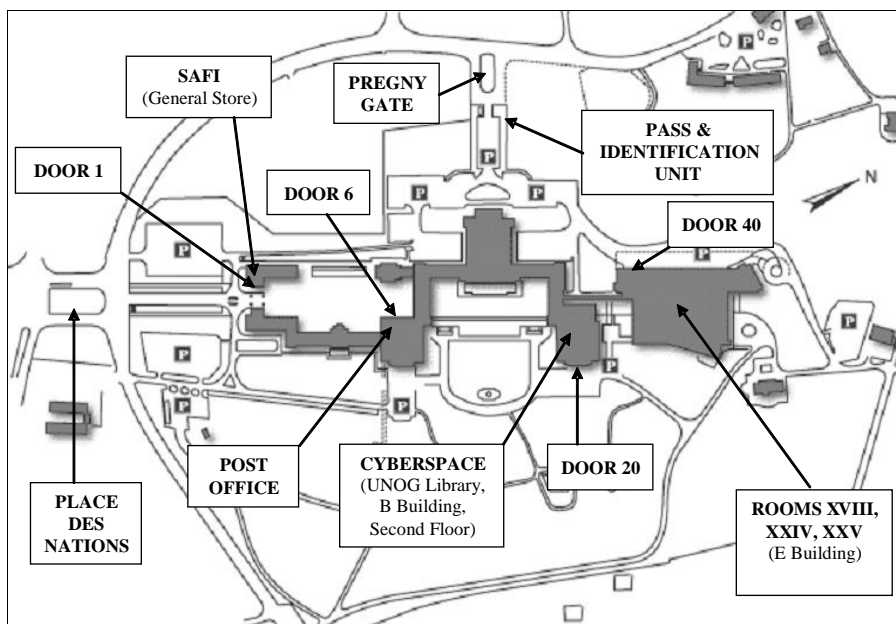 SAFI
(General Store)
PREGNY
GATE
PASS &
IDENTIFICATION
UNIT
DOOR 1
DOOR 6
DOOR 40
N
P
P
P
P
P
P
P
P
P
P
P
PLACE
DES
NATIONS
POST
OFFICE
CYBERSPACE
(UNOG Library,
B Building,
Second Floor)
DOOR 20
ROOMS XVIII,
XXIV, XXV
(E Building)